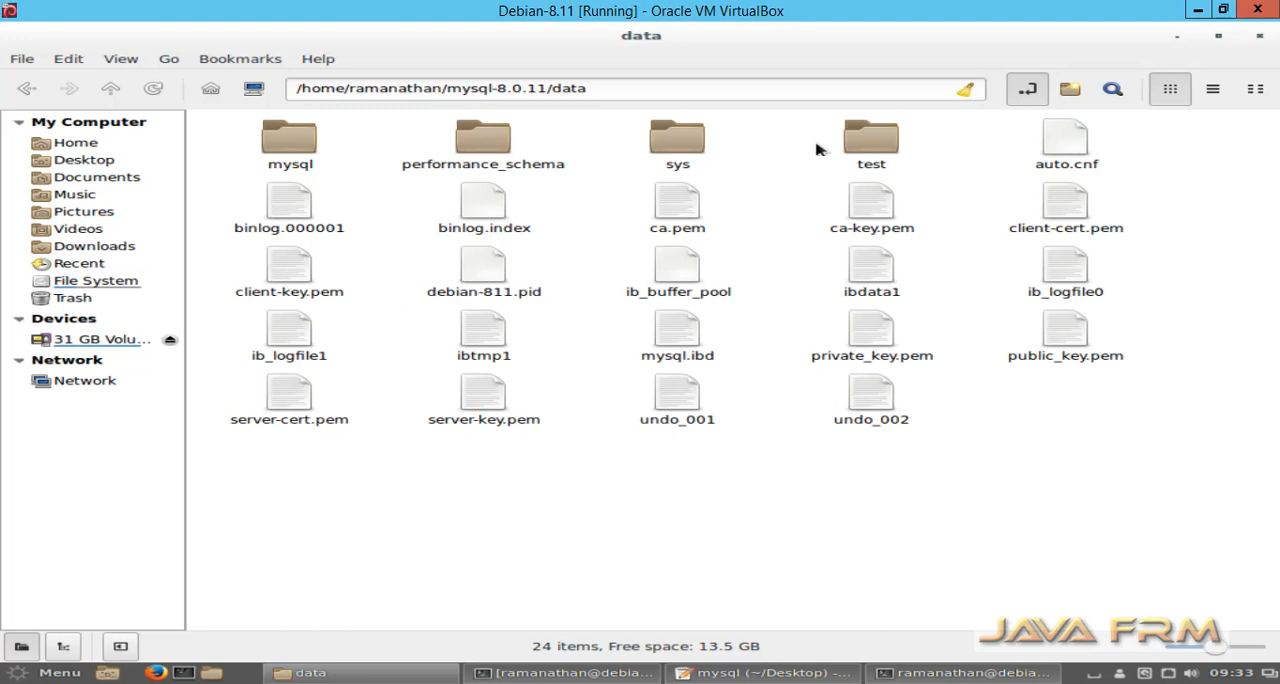 Debian-8.11 [Running] - Oracle VM VirtualBox
data
File Edit View Go Bookmarks Help
/home/ramanathan/mysql-8.0.11/data
My Computer
Home
Desktop
Documents
Music
Pictures
Videos
Downloads
Recent
File System
Trash
Devices
31 GB Volu...
Network
Network
mysql performance_schema sys test auto.cnf
binlog.000001 binlog.index ca.pem ca-key.pem client-cert.pem
client-key.pem debian-811.pid ib_buffer_pool ibdata1 ib_logfile0
ib_logfile1 ibtmp1 mysql.ibd private_key.pem public_key.pem
server-cert.pem server-key.pem undo_001 undo_002
24 items, Free space: 13.5 GB
JAVA FRM
Menu data [ramanathan@debia... mysql (~/Desktop) -... ramanathan@debia... 09:33